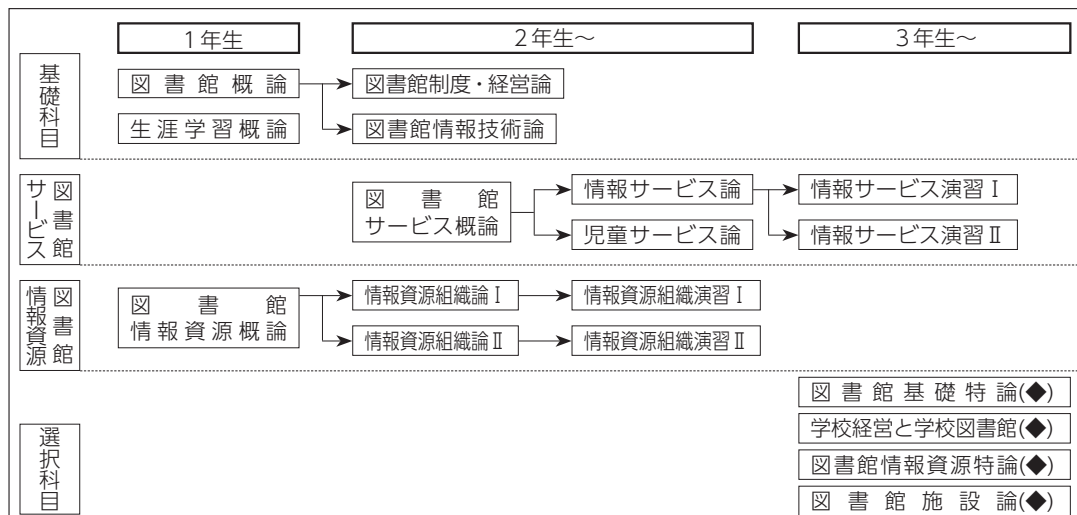 1年生 2年生～ 3年生～
基礎科目
図書館概論 図書館制度・経営論
生涯学習概論 図書館情報技術論
図書館サービス
図書館
サービス概論
情報サービス論 情報サービス演習Ⅰ
児童サービス論 情報サービス演習Ⅱ
図書館情報資源
図書館
情報資源概論
情報資源組織論Ⅰ 情報資源組織演習Ⅰ
情報資源組織論Ⅱ 情報資源組織演習Ⅱ
選択科目
図書館基礎特論(◆)
学校経営と学校図書館(◆)
図書館情報資源特論(◆)
図書館施設論(◆)